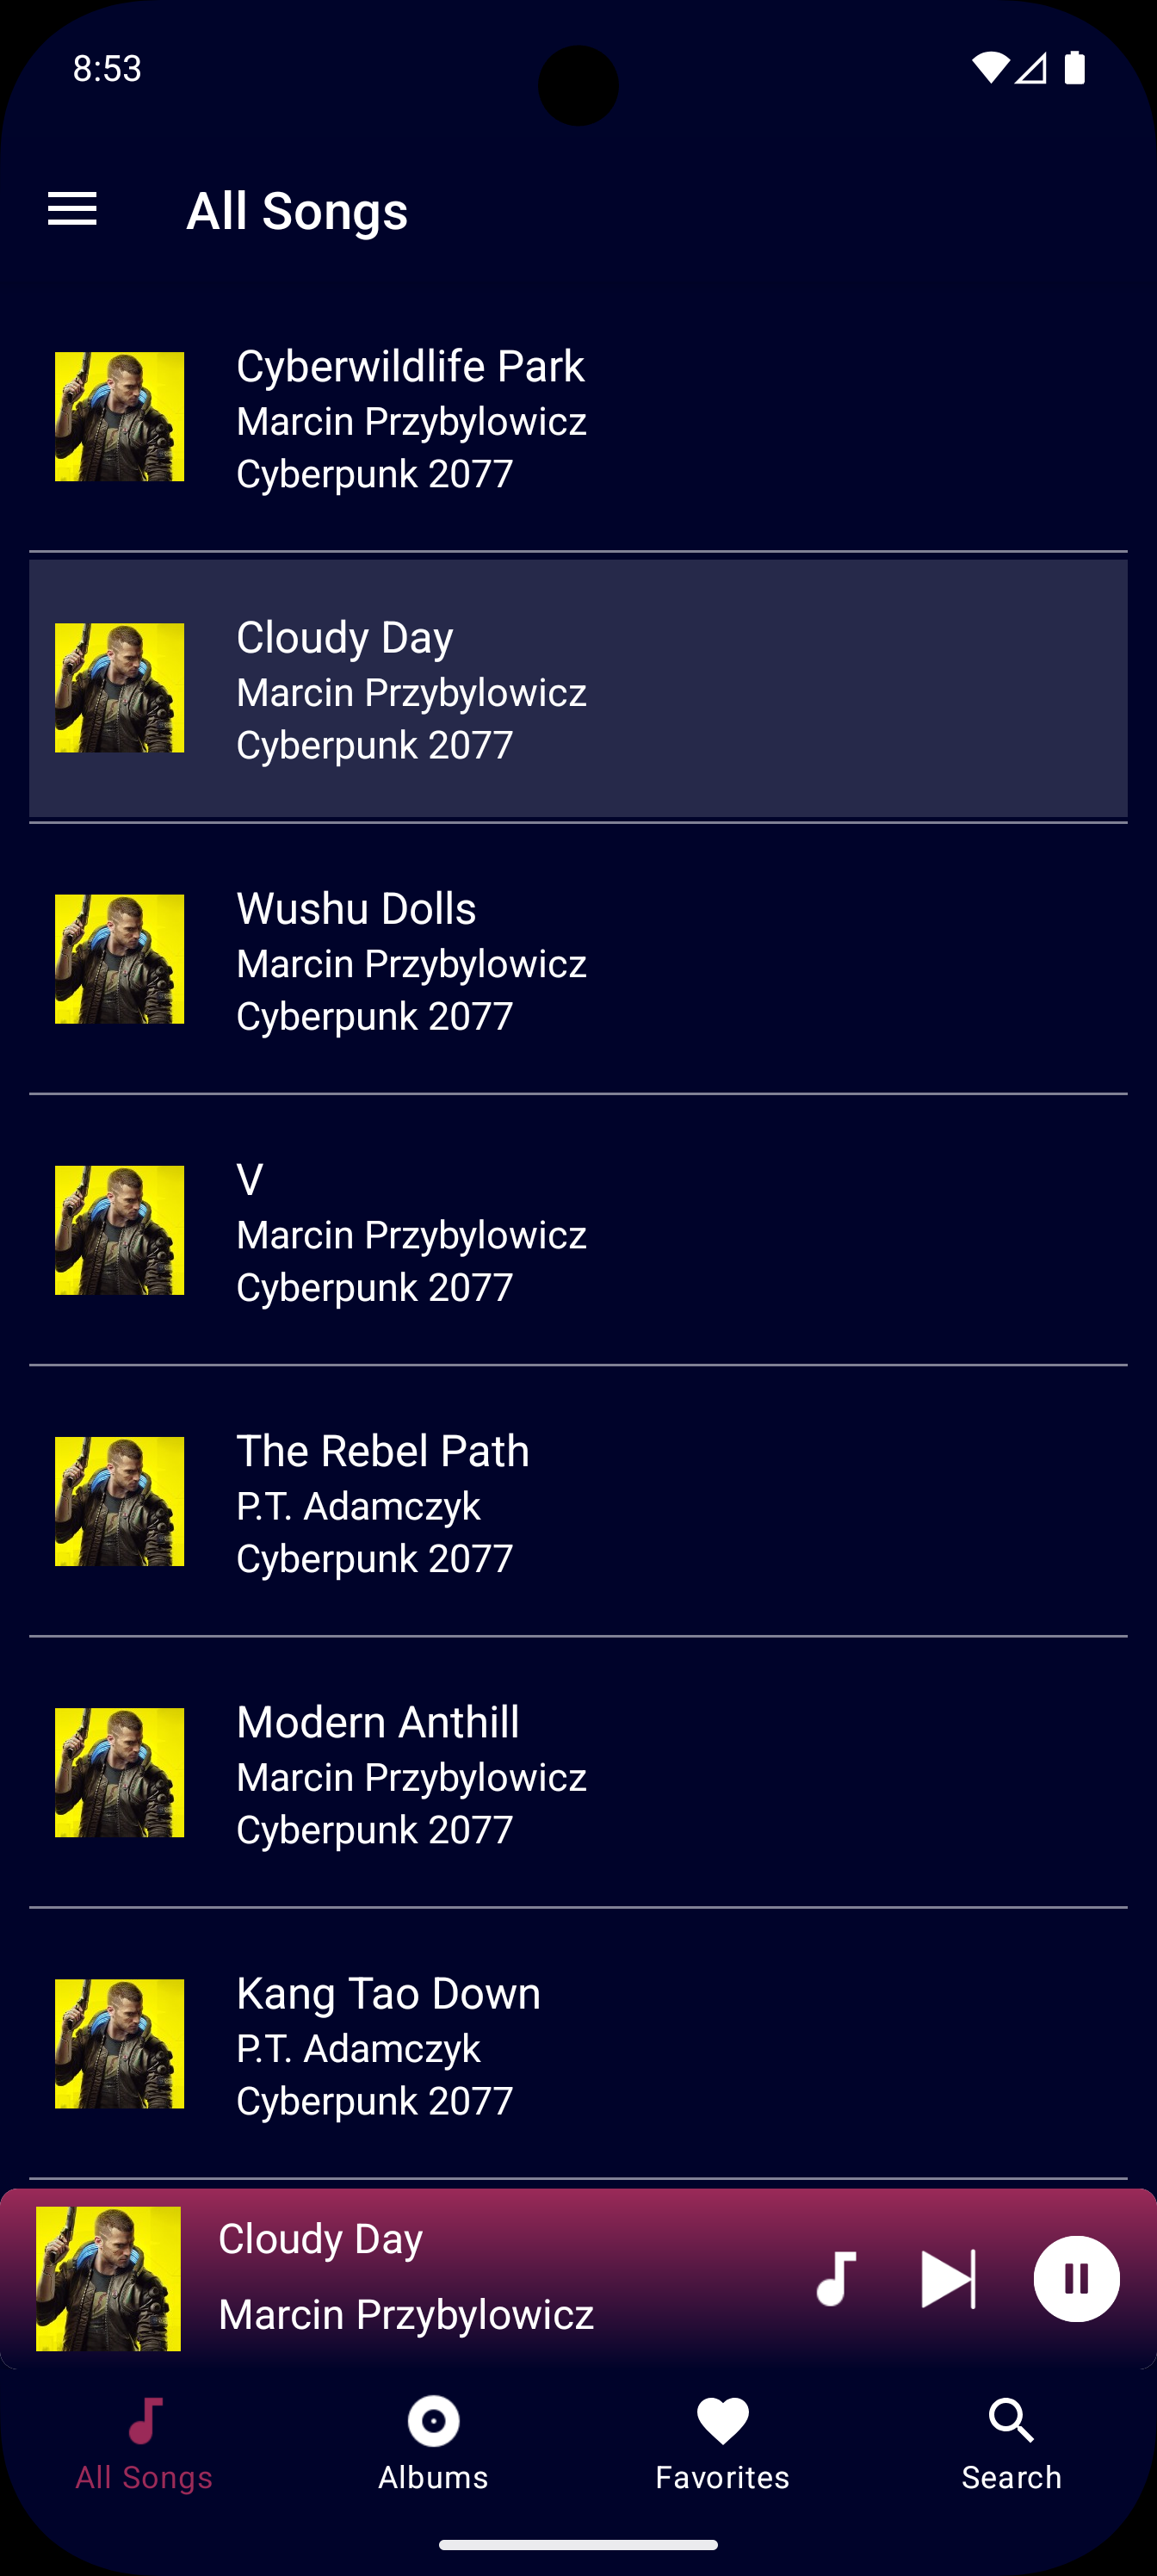 8:53
All Songs
Cyberwildlife Park
Marcin Przybylowicz
Cyberpunk 2077
Cloudy Day
Marcin Przybylowicz
Cyberpunk 2077
Wushu Dolls
Marcin Przybylowicz
Cyberpunk 2077
V
Marcin Przybylowicz
Cyberpunk 2077
The Rebel Path
P.T. Adamczyk
Cyberpunk 2077
Modern Anthill
Marcin Przybylowicz
Cyberpunk 2077
Kang Tao Down
P.T. Adamczyk
Cyberpunk 2077
Cloudy Day
Marcin Przybylowicz
All Songs
Albums
Favorites
Search